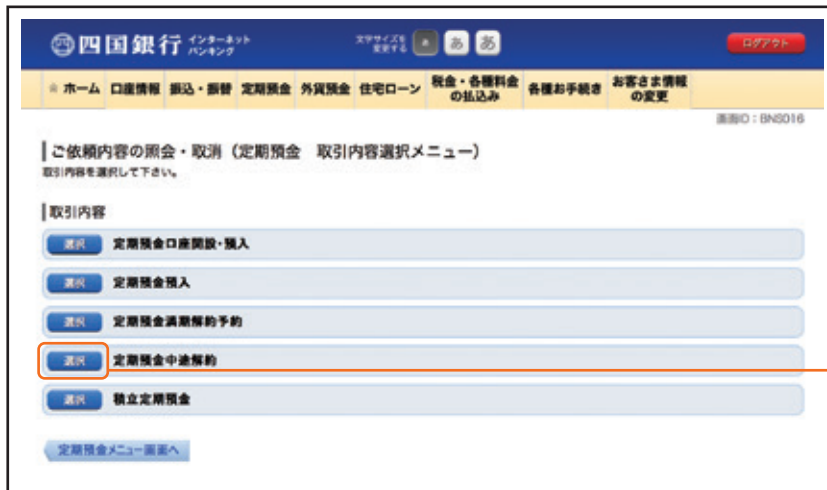 四国銀行 インターネットバンキング
文字サイズを変更する あ あ あ
ログアウト
ホーム 口座情報 振込・振替 定期預金 外貨預金 住宅ローン 税金・各種料金の払込み 各種お手続き お客さま情報の変更
画面ID：BNS016
ご依頼内容の照会・取消（定期預金　取引内容選択メニュー）
取引内容を選択して下さい。
取引内容
選択 定期預金口座開設・預入
選択 定期預金預入
選択 定期預金満期解約予約
選択 定期預金中途解約
選択 積立定期預金
定期預金メニュー画面へ